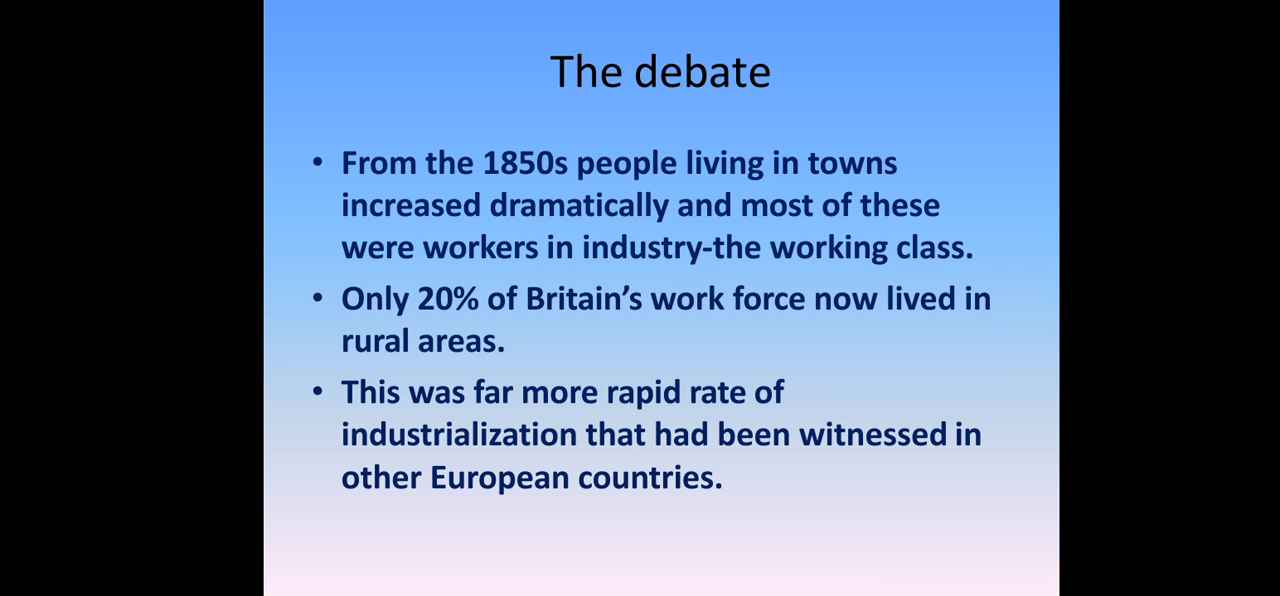 The debate
• From the 1850s people living in towns
increased dramatically and most of these
were workers in industry-the working class.
• Only 20% of Britain’s work force now lived in
rural areas.
• This was far more rapid rate of
industrialization that had been witnessed in
other European countries.